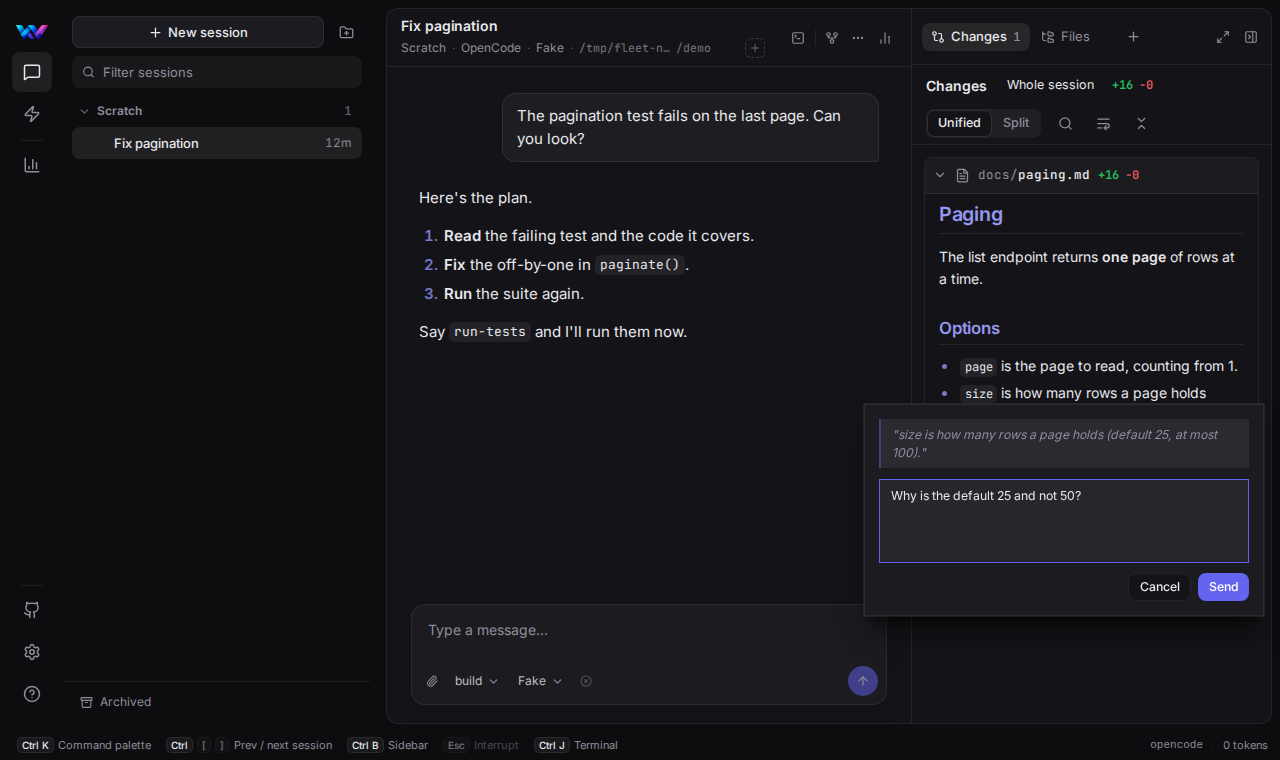 New session
Filter sessions
Scratch 1
Fix pagination 12m
Archived
Fix pagination
Scratch · OpenCode · Fake · /tmp/fleet-n… /demo
The pagination test fails on the last page. Can
you look?
Here's the plan.
1. Read the failing test and the code it covers.
2. Fix the off-by-one in paginate().
3. Run the suite again.
Say run-tests and I'll run them now.
Type a message...
build Fake
Changes 1 Files
Changes Whole session +16 -0
Unified Split
docs/paging.md +16 -0
Paging
The list endpoint returns one page of rows at
a time.
Options
• page is the page to read, counting from 1.
• size is how many rows a page holds
"size is how many rows a page holds (default 25, at most
100)."
Why is the default 25 and not 50?
Cancel Send
Ctrl K Command palette Ctrl [ ] Prev / next session Ctrl B Sidebar Esc Interrupt Ctrl J Terminal
opencode 0 tokens